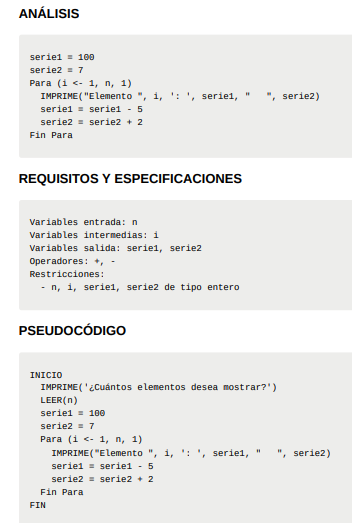 ANÁLISIS
serie1 = 100
serie2 = 7
Para (i <- 1, n, 1)
  IMPRIME("Elemento ", i, ': ', serie1, "   ", serie2)
  serie1 = serie1 - 5
  serie2 = serie2 + 2
Fin Para
REQUISITOS Y ESPECIFICACIONES
Variables entrada: n
Variables intermedias: i
Variables salida: serie1, serie2
Operadores: +, -
Restricciones:
  - n, i, serie1, serie2 de tipo entero
PSEUDOCÓDIGO
INICIO
  IMPRIME('¿Cuántos elementos desea mostrar?')
  LEER(n)
  serie1 = 100
  serie2 = 7
  Para (i <- 1, n, 1)
    IMPRIME("Elemento ", i, ': ', serie1, "   ", serie2)
    serie1 = serie1 - 5
    serie2 = serie2 + 2
  Fin Para
FIN